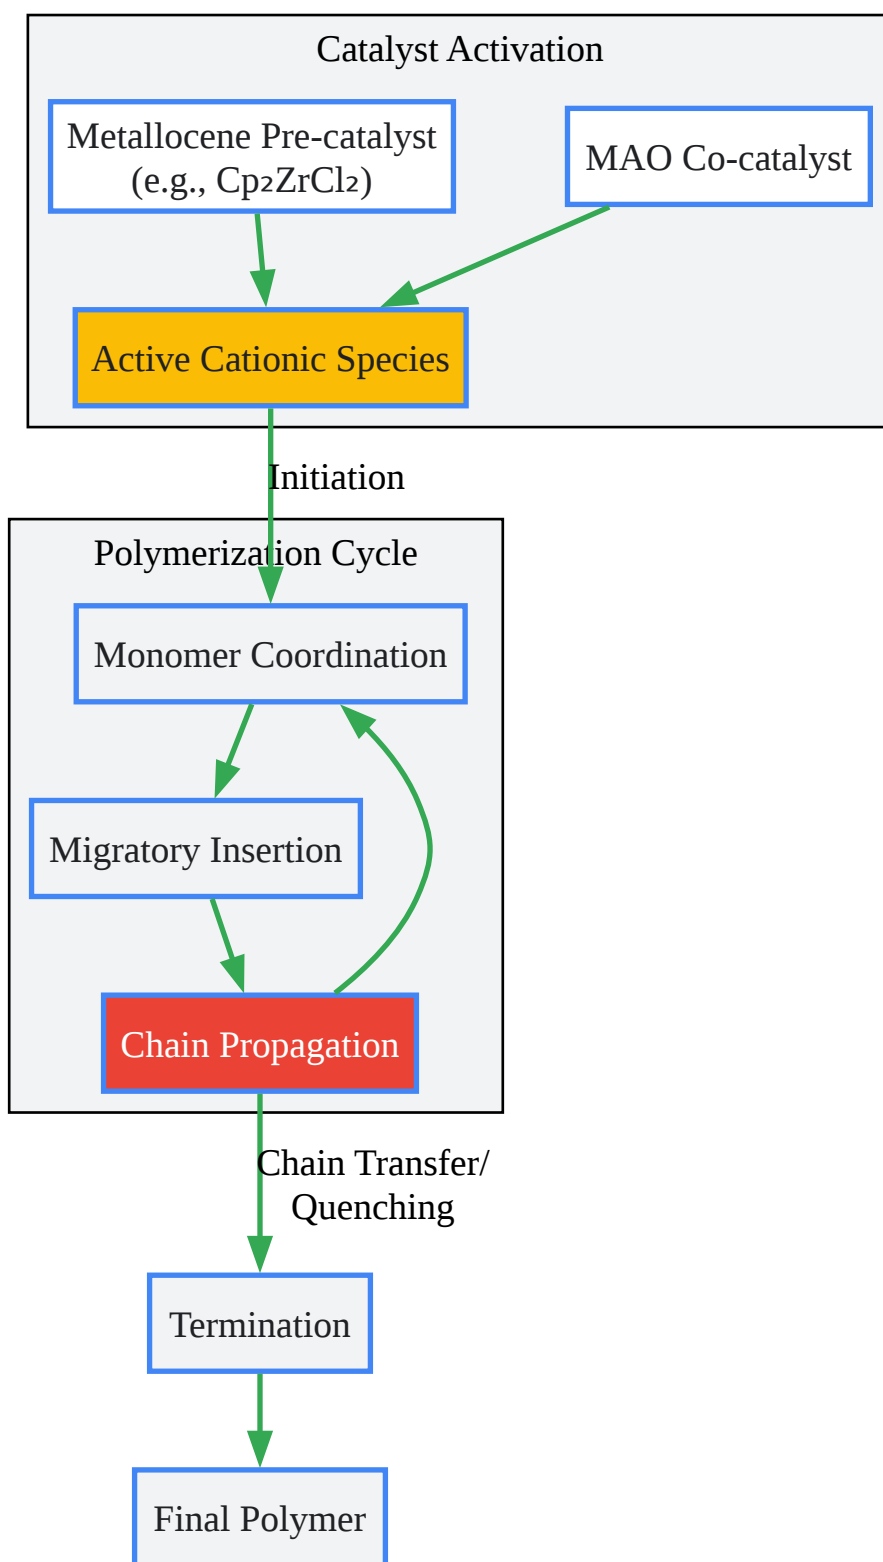 Catalyst Activation
Metallocene Pre-catalyst
(e.g., Cp₂ZrCl₂)
MAO Co-catalyst
Active Cationic Species
Initiation
Polymerization Cycle
Monomer Coordination
Migratory Insertion
Chain Propagation
Chain Transfer/
Quenching
Termination
Final Polymer